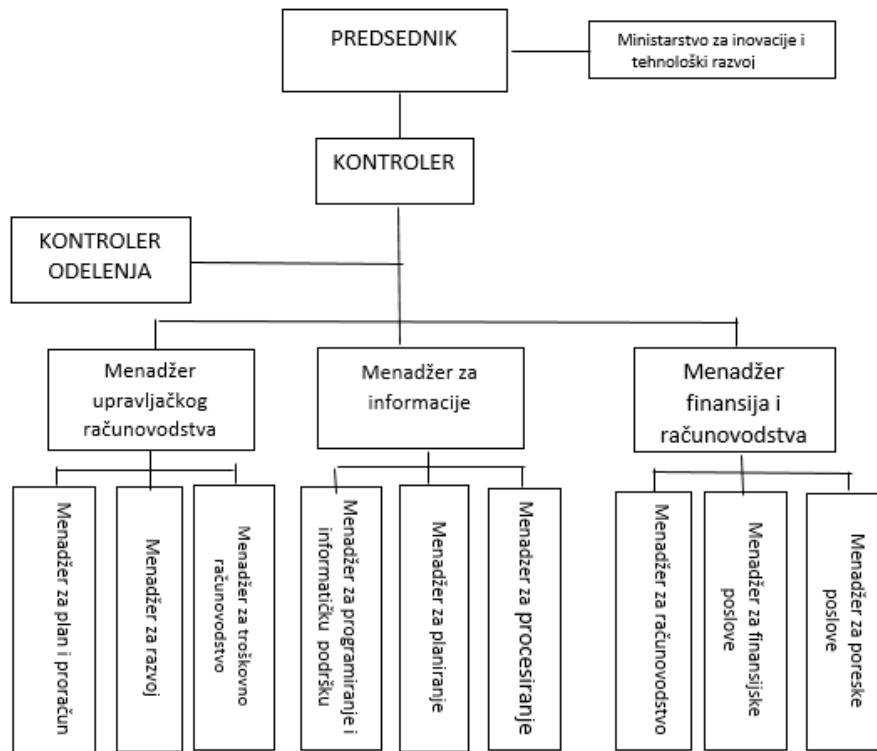 PREDSEDNIK
Ministarstvo za inovacije i
tehnološki razvoj
KONTROLER
KONTROLER
ODELENJA
Menadžer
upravljačkog
računovodstva
Menadžer za
informacije
Menadžer
finansija i
računovodstva
Menadžer za plan i proračun
Menadžer za razvoj
Menadžer za troškovno
računovodstvo
Menadžer za programiranje i
informatičku podršku
Menadžer za planiranje
Menadzer za procesiranje
Menadžer za računovodstvo
Menadžer za finansijske
poslove
Menadžer za poreske
poslove